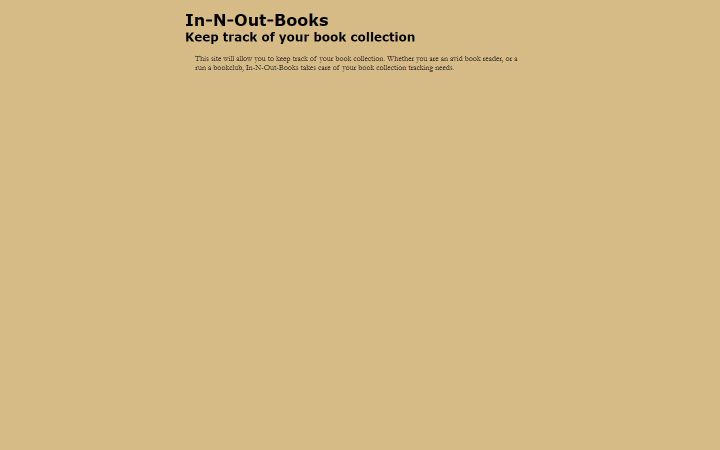 In-N-Out-Books
Keep track of your book collection
This site will allow you to keep track of your book collection. Whether you are an avid book reader, or a
run a bookclub, In-N-Out-Books takes care of your book collection tracking needs.